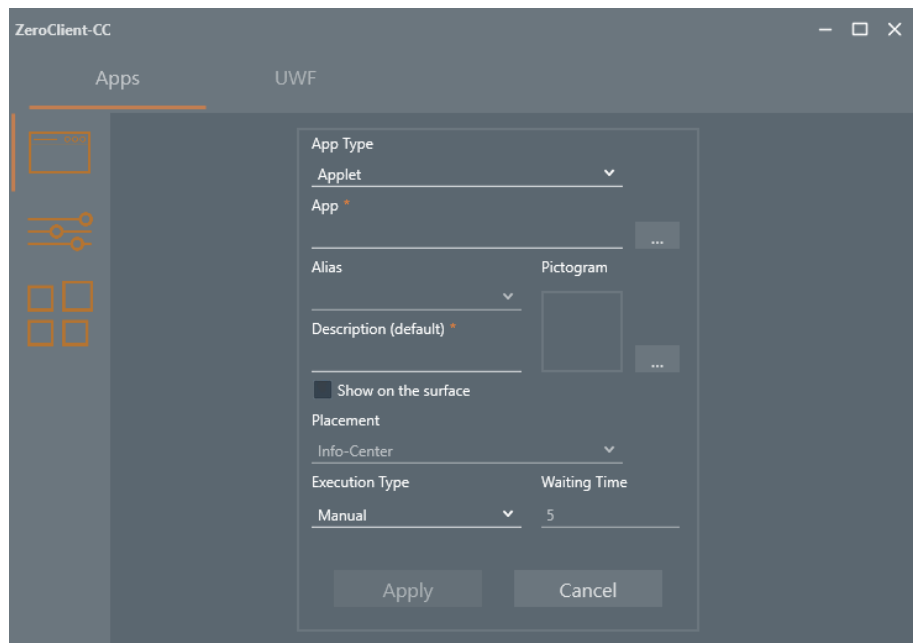 ZeroClient-CC
Apps UWF
App Type
Applet
App *
...
Alias Pictogram
Description (default) *
...
Show on the surface
Placement
Info-Center
Execution Type Waiting Time
Manual 5
Apply Cancel